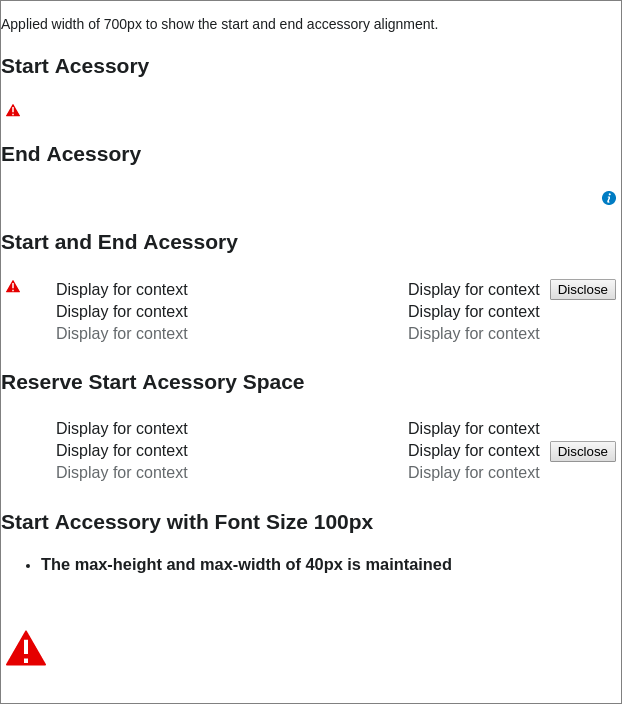 Applied width of 700px to show the start and end accessory alignment.
Start Acessory
End Acessory
Start and End Acessory
Display for context Display for context Disclose
Display for context Display for context
Display for context Display for context
Reserve Start Acessory Space
Display for context Display for context
Display for context Display for context Disclose
Display for context Display for context
Start Accessory with Font Size 100px
• The max-height and max-width of 40px is maintained